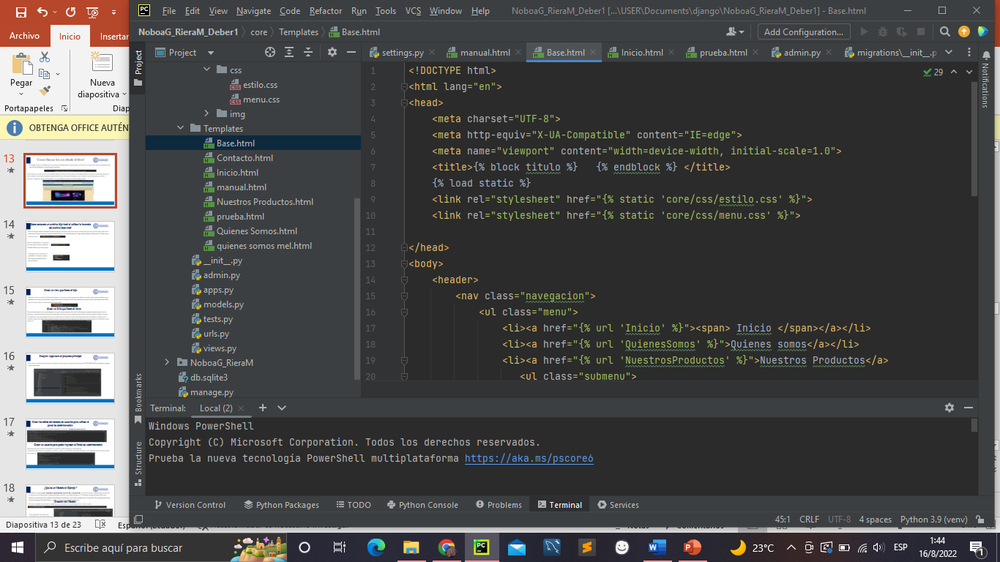 File Edit View Navigate Code Refactor Run Tools VCS Window Help NoboaG_RieraM_Deber1 [...\USER\Documents\django\NoboaG_RieraM_Deber1] - Base.html
Archivo Inicio Insertar
NoboaG_RieraM_Deber1 core Templates Base.html Add Configuration...
Project
settings.py manual.html Base.html Inicio.html prueba.html admin.py migrations\__init__.p
Pegar
Nueva
diapositiva
Portapapeles
Diap
OBTENGA OFFICE AUTÉN
Project
Bookmarks
Structure
Notifications
css
estilo.css
menu.css
img
Templates
Base.html
Contacto.html
Inicio.html
manual.html
Nuestros Productos.html
prueba.html
Quienes Somos.html
quienes somos mel.html
__init__.py
admin.py
apps.py
models.py
tests.py
urls.py
views.py
NoboaG_RieraM
db.sqlite3
manage.py
29
1 <!DOCTYPE html>
2 <html lang="en">
3 <head>
4 <meta charset="UTF-8">
5 <meta http-equiv="X-UA-Compatible" content="IE=edge">
6 <meta name="viewport" content="width=device-width, initial-scale=1.0">
7 <title>{% block titulo %} {% endblock %} </title>
8 {% load static %}
9 <link rel="stylesheet" href="{% static 'core/css/estilo.css' %}">
10 <link rel="stylesheet" href="{% static 'core/css/menu.css' %}">
11
12 </head>
13 <body>
14 <header>
15 <nav class="navegacion">
16 <ul class="menu">
17 <li><a href="{% url 'Inicio' %}"><span> Inicio </span></a></li>
18 <li><a href="{% url 'QuienesSomos' %}">Quienes somos</a></li>
19 <li><a href="{% url 'NuestrosProductos' %}">Nuestros Productos</a>
20 <ul class="submenu">
13
14
15
16
17
18
Terminal: Local (2)
Windows PowerShell
Copyright (C) Microsoft Corporation. Todos los derechos reservados.
Prueba la nueva tecnología PowerShell multiplataforma https://aka.ms/pscore6
Version Control Python Packages TODO Python Console Problems Terminal Services
45:1 CRLF UTF-8 4 spaces Python 3.9 (venv)
Diapositiva 13 de 23
Escribe aquí para buscar
23°C
ESP
1:44
16/8/2022
1